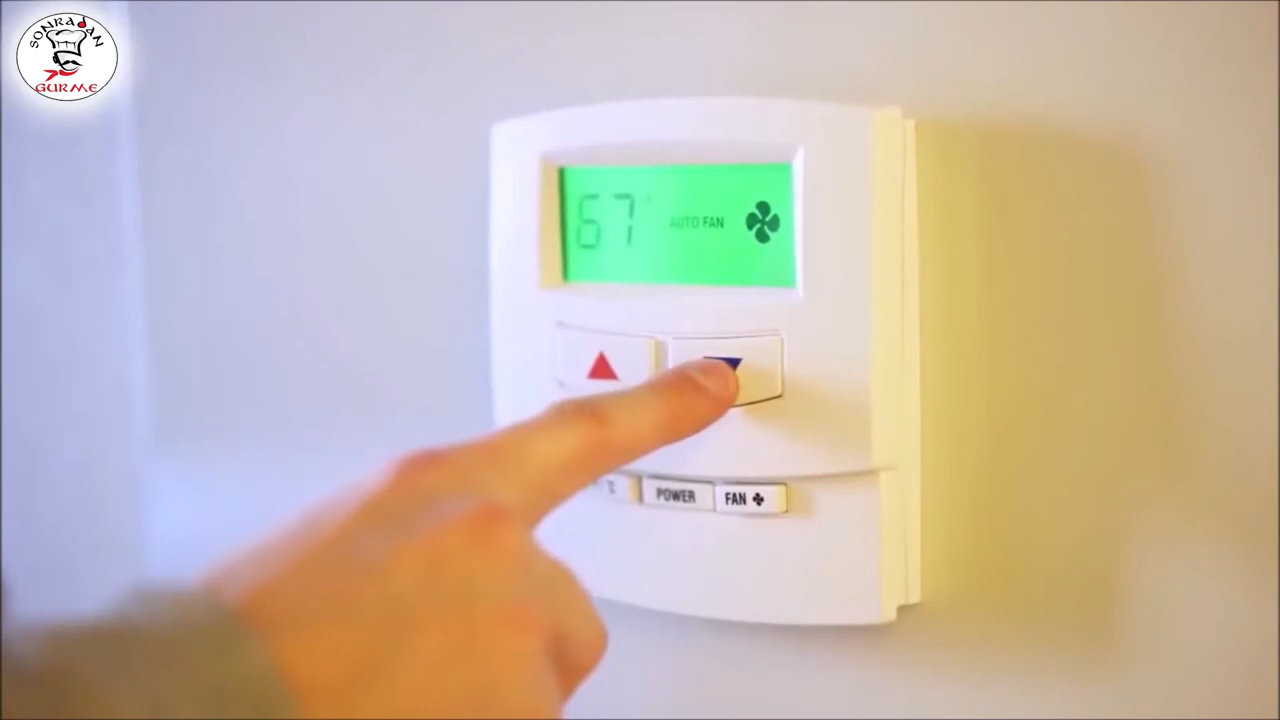 SONRADAN
GURME
67°
AUTO FAN
°C
POWER
FAN